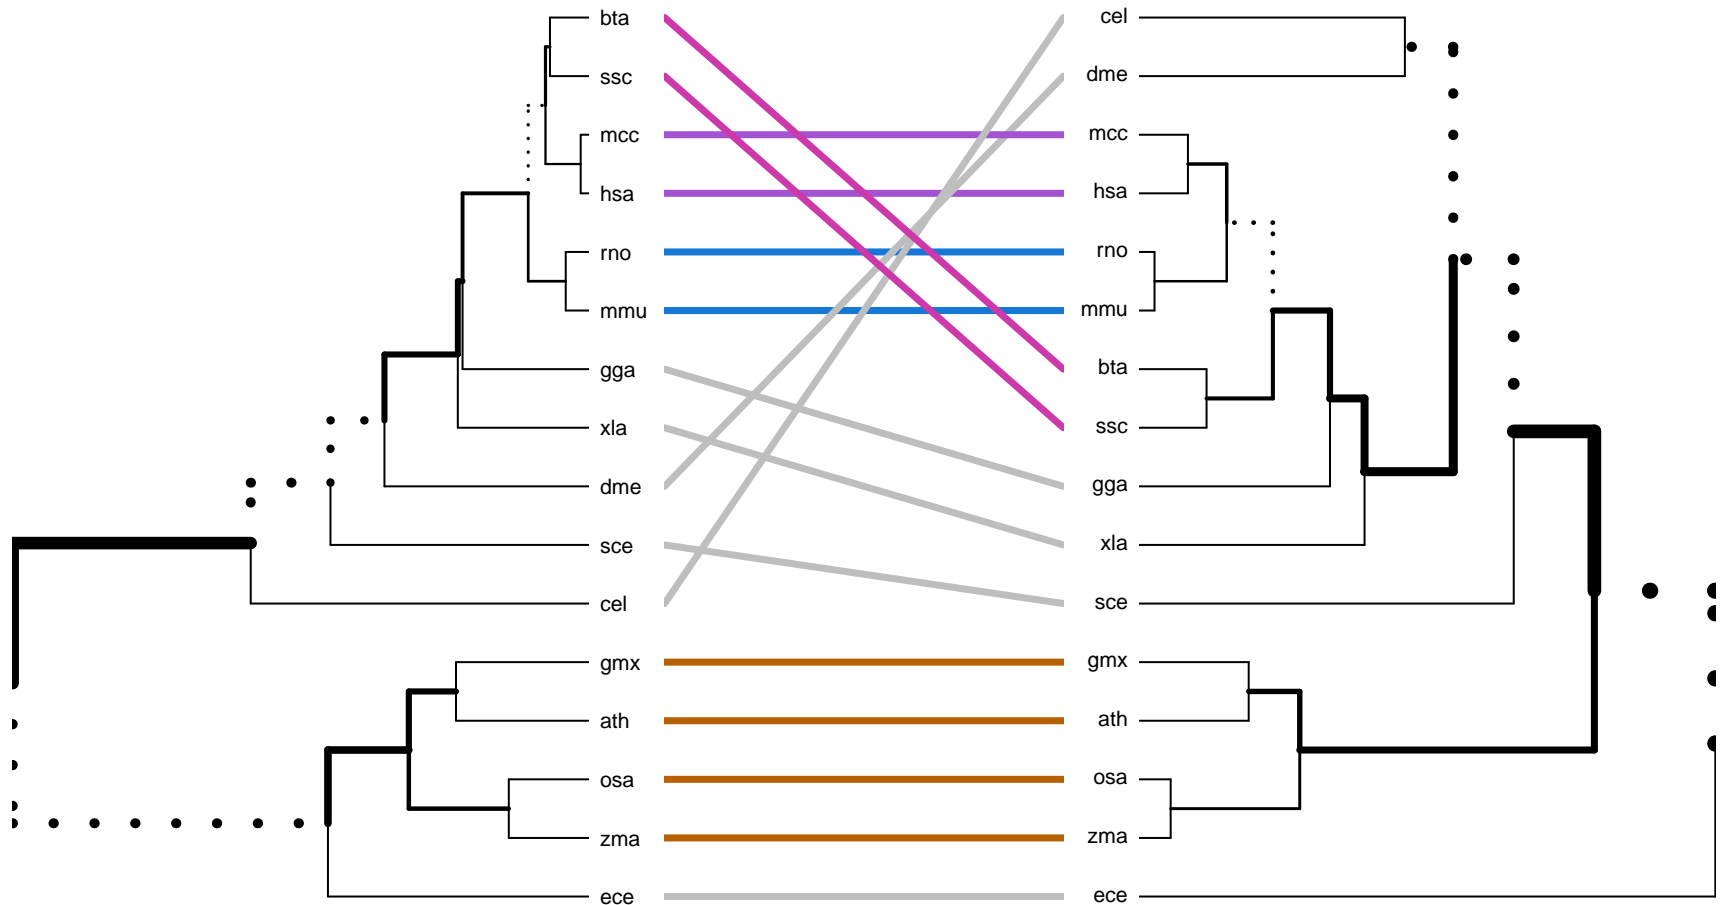 bta cel
ssc dme
mcc mcc
hsa hsa
rno rno
mmu mmu
gga bta
xla ssc
dme gga
sce xla
cel sce
gmx gmx
ath ath
osa osa
zma zma
ece ece